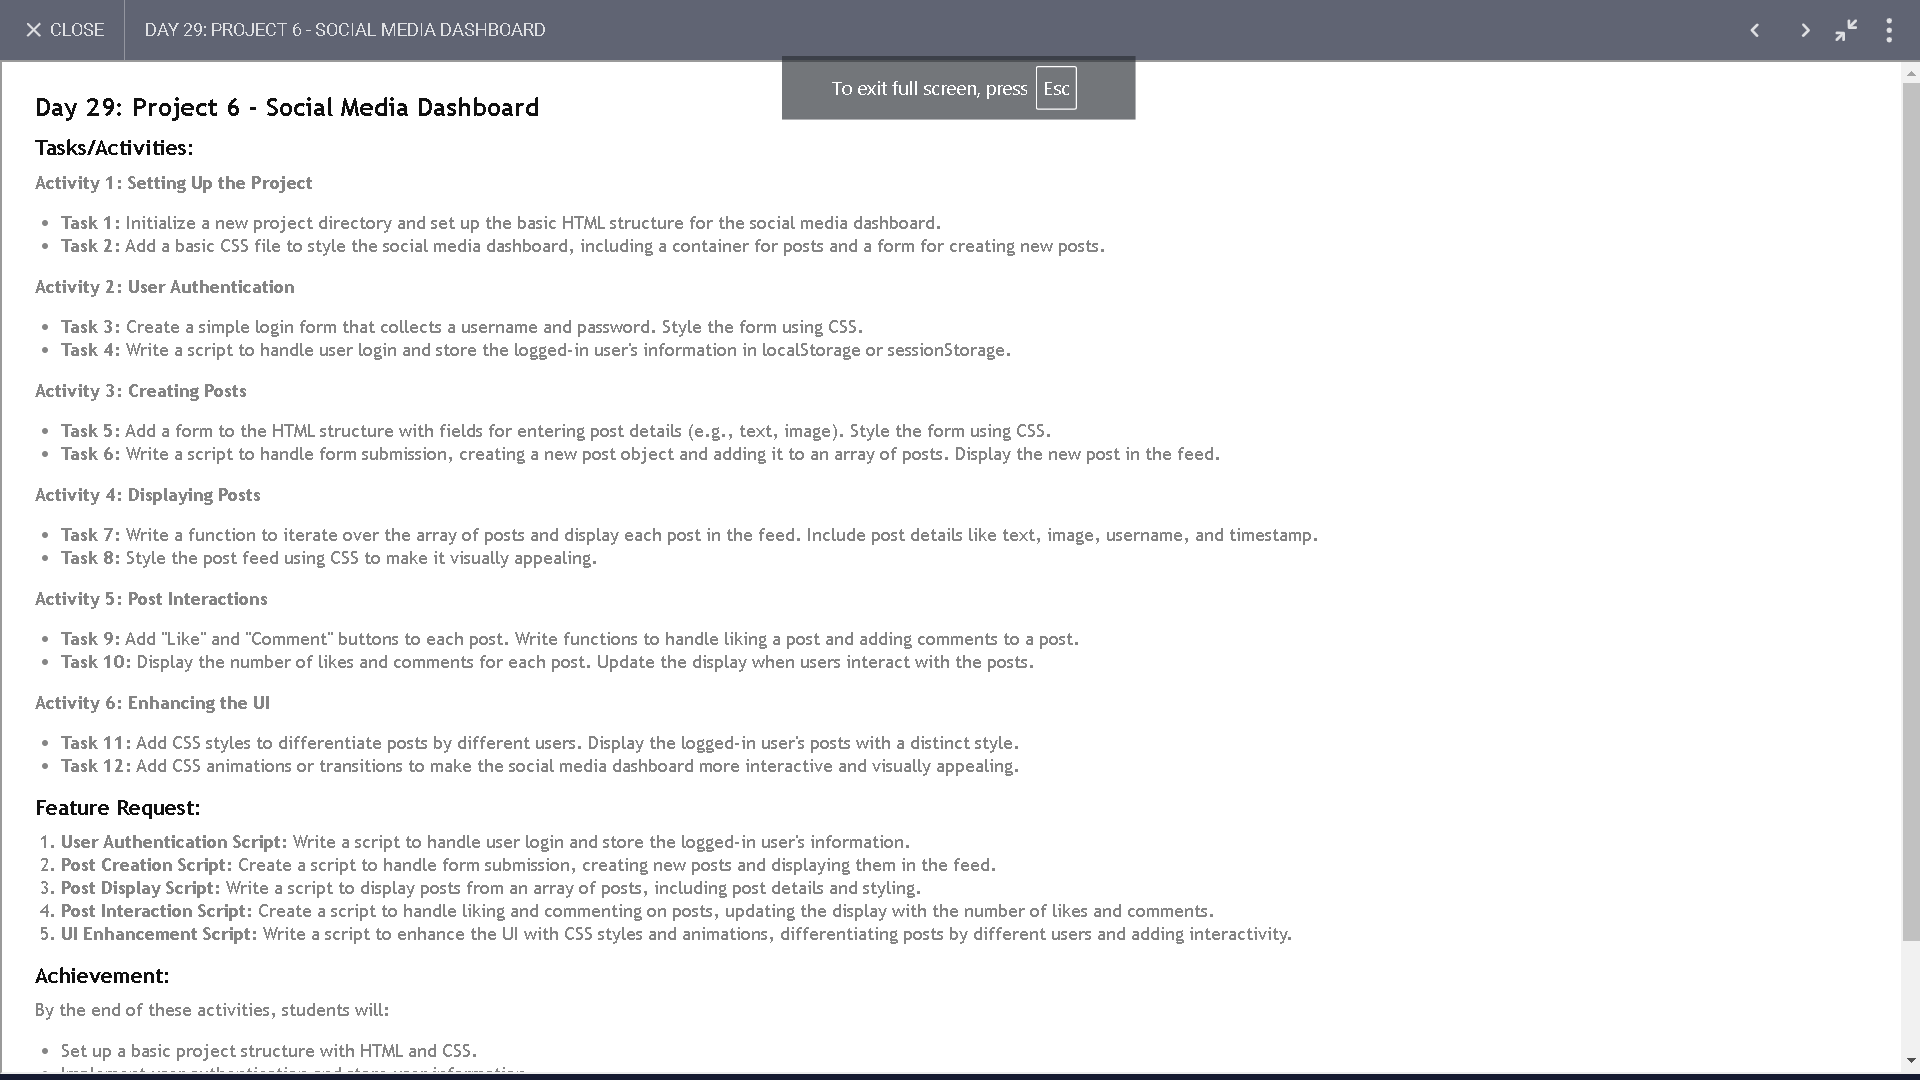 CLOSE
DAY 29: PROJECT 6 - SOCIAL MEDIA DASHBOARD
To exit full screen, press Esc
Day 29: Project 6 - Social Media Dashboard
Tasks/Activities:
Activity 1: Setting Up the Project
• Task 1: Initialize a new project directory and set up the basic HTML structure for the social media dashboard.
• Task 2: Add a basic CSS file to style the social media dashboard, including a container for posts and a form for creating new posts.
Activity 2: User Authentication
• Task 3: Create a simple login form that collects a username and password. Style the form using CSS.
• Task 4: Write a script to handle user login and store the logged-in user's information in localStorage or sessionStorage.
Activity 3: Creating Posts
• Task 5: Add a form to the HTML structure with fields for entering post details (e.g., text, image). Style the form using CSS.
• Task 6: Write a script to handle form submission, creating a new post object and adding it to an array of posts. Display the new post in the feed.
Activity 4: Displaying Posts
• Task 7: Write a function to iterate over the array of posts and display each post in the feed. Include post details like text, image, username, and timestamp.
• Task 8: Style the post feed using CSS to make it visually appealing.
Activity 5: Post Interactions
• Task 9: Add "Like" and "Comment" buttons to each post. Write functions to handle liking a post and adding comments to a post.
• Task 10: Display the number of likes and comments for each post. Update the display when users interact with the posts.
Activity 6: Enhancing the UI
• Task 11: Add CSS styles to differentiate posts by different users. Display the logged-in user's posts with a distinct style.
• Task 12: Add CSS animations or transitions to make the social media dashboard more interactive and visually appealing.
Feature Request:
1. User Authentication Script: Write a script to handle user login and store the logged-in user's information.
2. Post Creation Script: Create a script to handle form submission, creating new posts and displaying them in the feed.
3. Post Display Script: Write a script to display posts from an array of posts, including post details and styling.
4. Post Interaction Script: Create a script to handle liking and commenting on posts, updating the display with the number of likes and comments.
5. UI Enhancement Script: Write a script to enhance the UI with CSS styles and animations, differentiating posts by different users and adding interactivity.
Achievement:
By the end of these activities, students will:
• Set up a basic project structure with HTML and CSS.
• Implement user authentication and store user information.